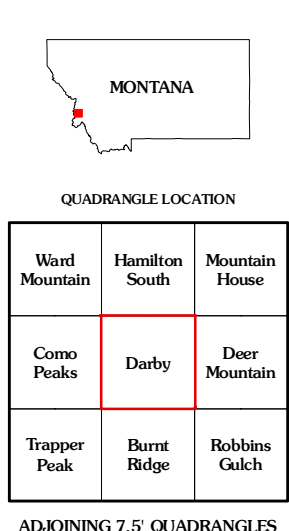 MONTANA
QUADRANGLE LOCATION
Ward Mountain
Hamilton South
Mountain House
Como Peaks
Darby
Deer Mountain
Trapper Peak
Burnt Ridge
Robbins Gulch
ADJOINING 7.5' QUADRANGLES